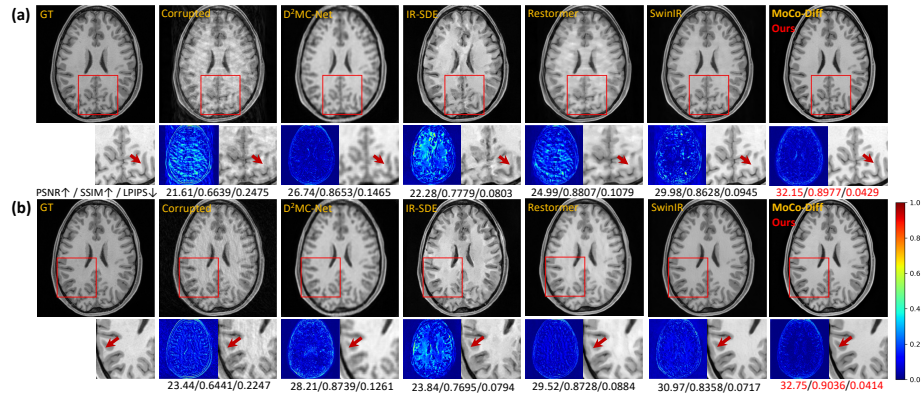 (a)
GT Corrupted D²MC-Net IR-SDE Restormer SwinIR MoCo-Diff
Ours
PSNR↑ / SSIM↑ / LPIPS↓ 21.61/0.6639/0.2475 26.74/0.8653/0.1465 22.28/0.7779/0.0803 24.99/0.8807/0.1079 29.98/0.8628/0.0945 32.15/0.8977/0.0429
(b)
GT Corrupted D²MC-Net IR-SDE Restormer SwinIR MoCo-Diff
Ours
1.0
0.8
0.6
0.4
0.2
0.0
23.44/0.6441/0.2247 28.21/0.8739/0.1261 23.84/0.7695/0.0794 29.52/0.8728/0.0884 30.97/0.8358/0.0717 32.75/0.9036/0.0414